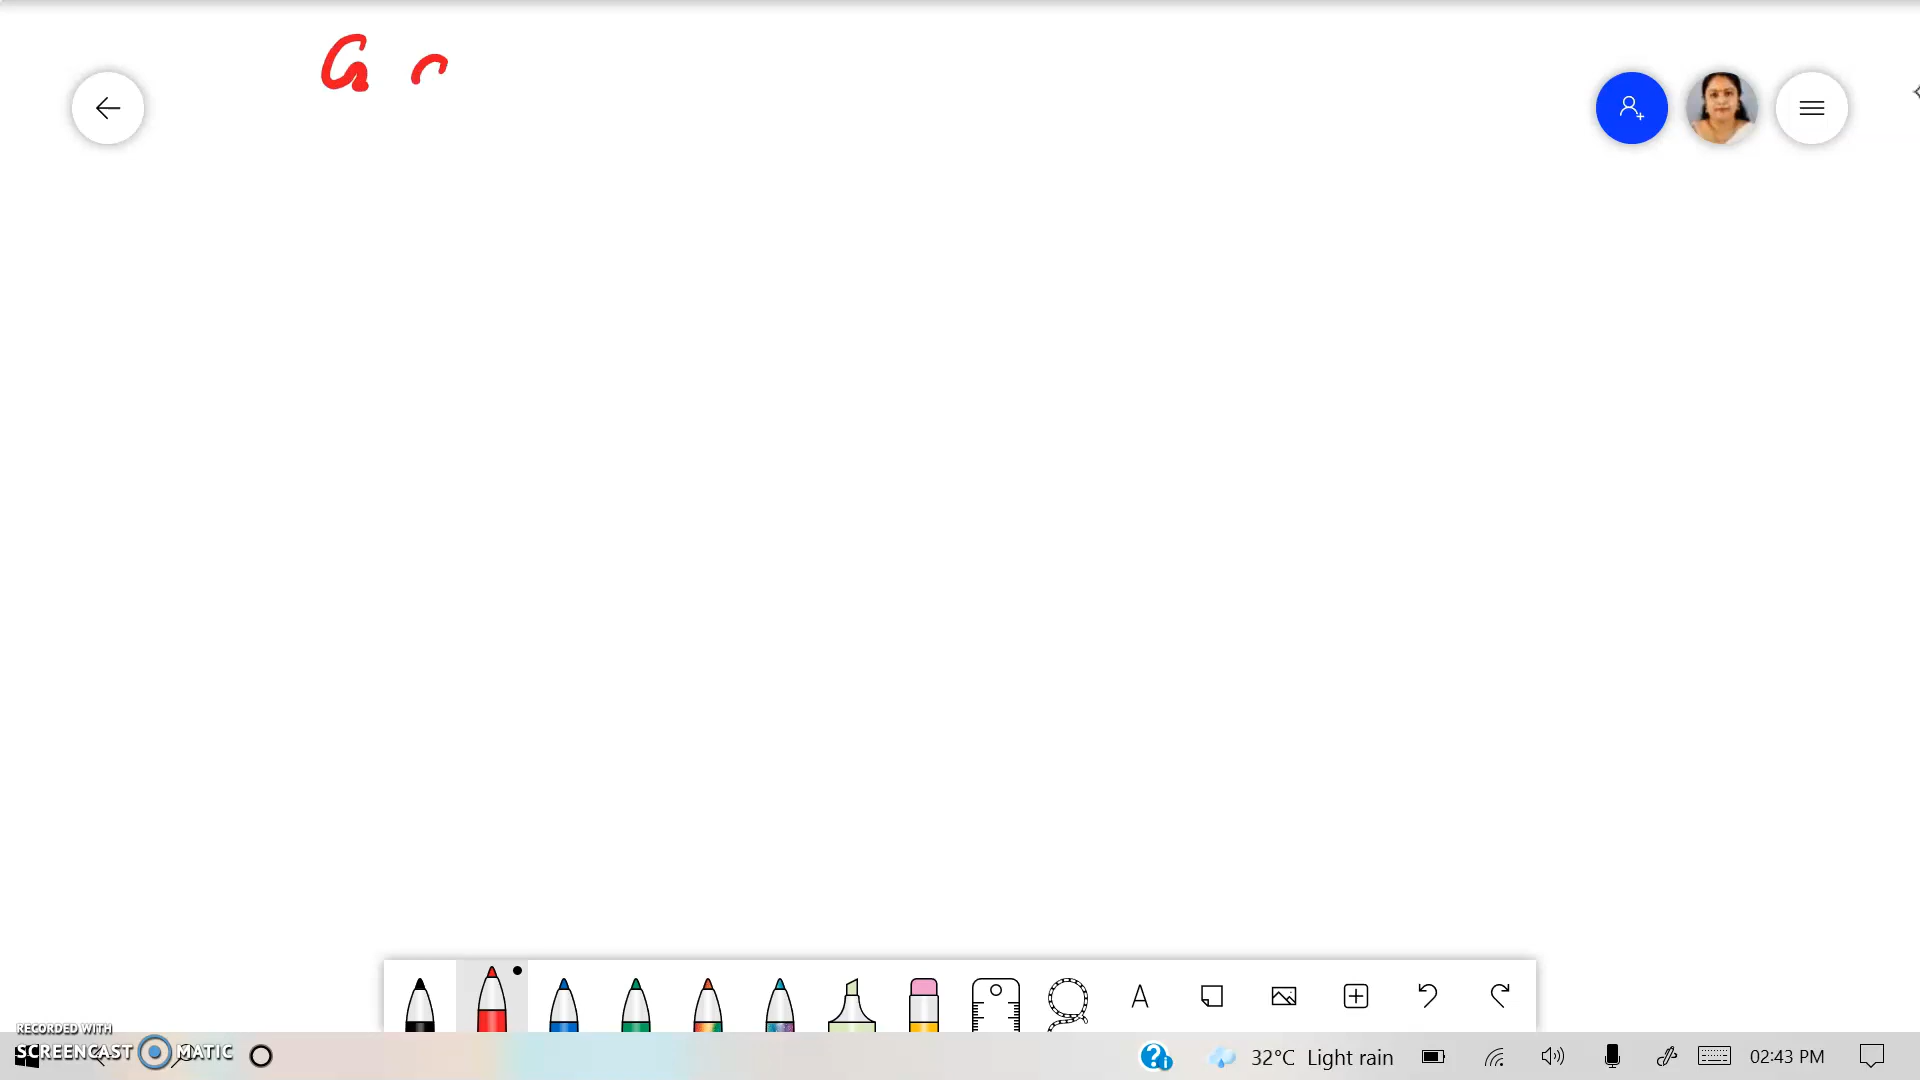 G
A
RECORDED WITH
SCREENCAST MATIC
32°C Light rain
02:43 PM